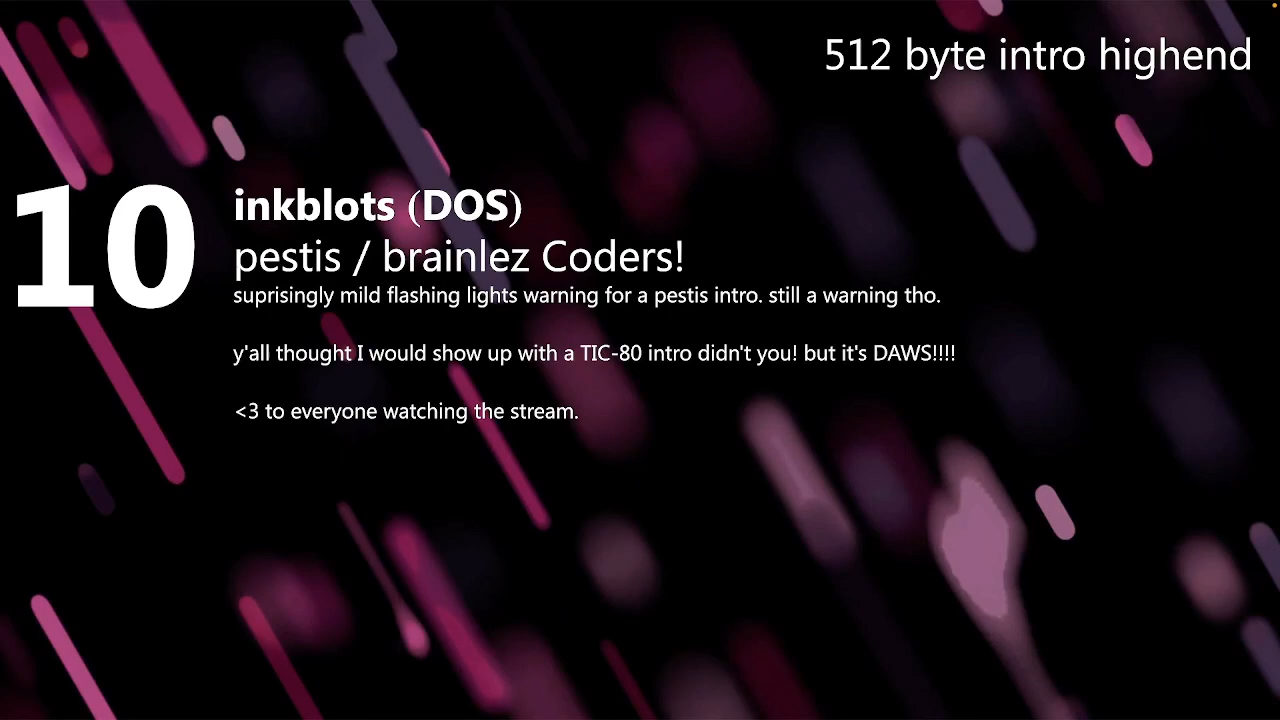 512 byte intro highend
10
inkblots (DOS)
pestis / brainlez Coders!
suprisingly mild flashing lights warning for a pestis intro. still a warning tho.
y'all thought I would show up with a TIC-80 intro didn't you! but it's DAWS!!!!
<3 to everyone watching the stream.